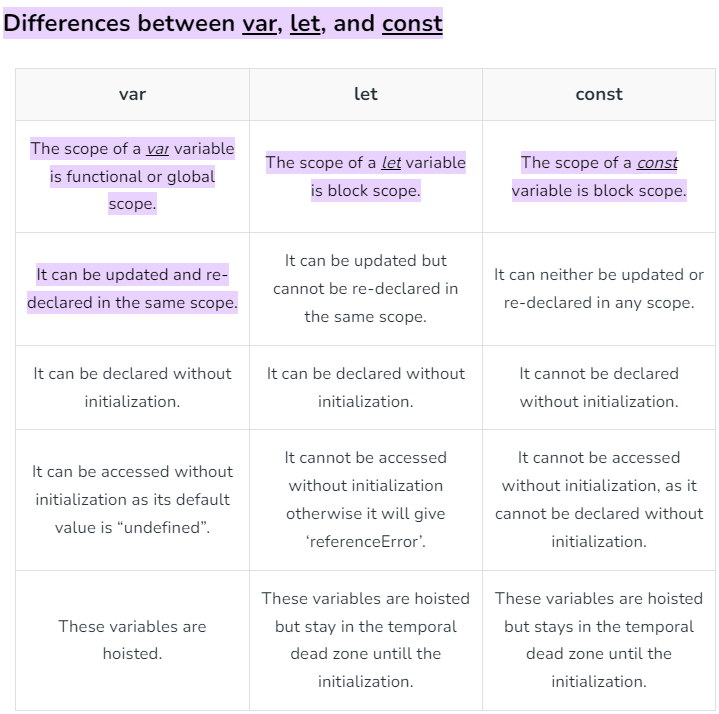 Differences between var, let, and const
var
let
const
The scope of a var variable
is functional or global
scope.
The scope of a let variable
is block scope.
The scope of a const
variable is block scope.
It can be updated and re-
declared in the same scope.
It can be updated but
cannot be re-declared in
the same scope.
It can neither be updated or
re-declared in any scope.
It can be declared without
initialization.
It can be declared without
initialization.
It cannot be declared
without initialization.
It can be accessed without
initialization as its default
value is “undefined”.
It cannot be accessed
without initialization
otherwise it will give
‘referenceError’.
It cannot be accessed
without initialization, as it
cannot be declared without
initialization.
These variables are
hoisted.
These variables are hoisted
but stay in the temporal
dead zone untill the
initialization.
These variables are hoisted
but stays in the temporal
dead zone until the
initialization.